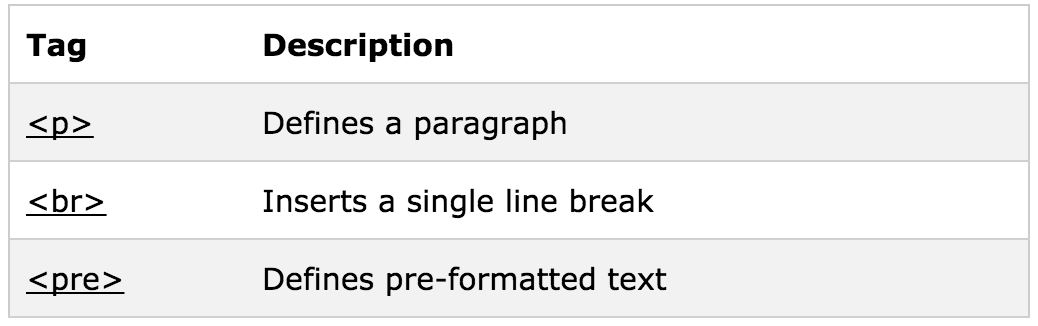 Tag Description
<p> Defines a paragraph
<br> Inserts a single line break
<pre> Defines pre-formatted text